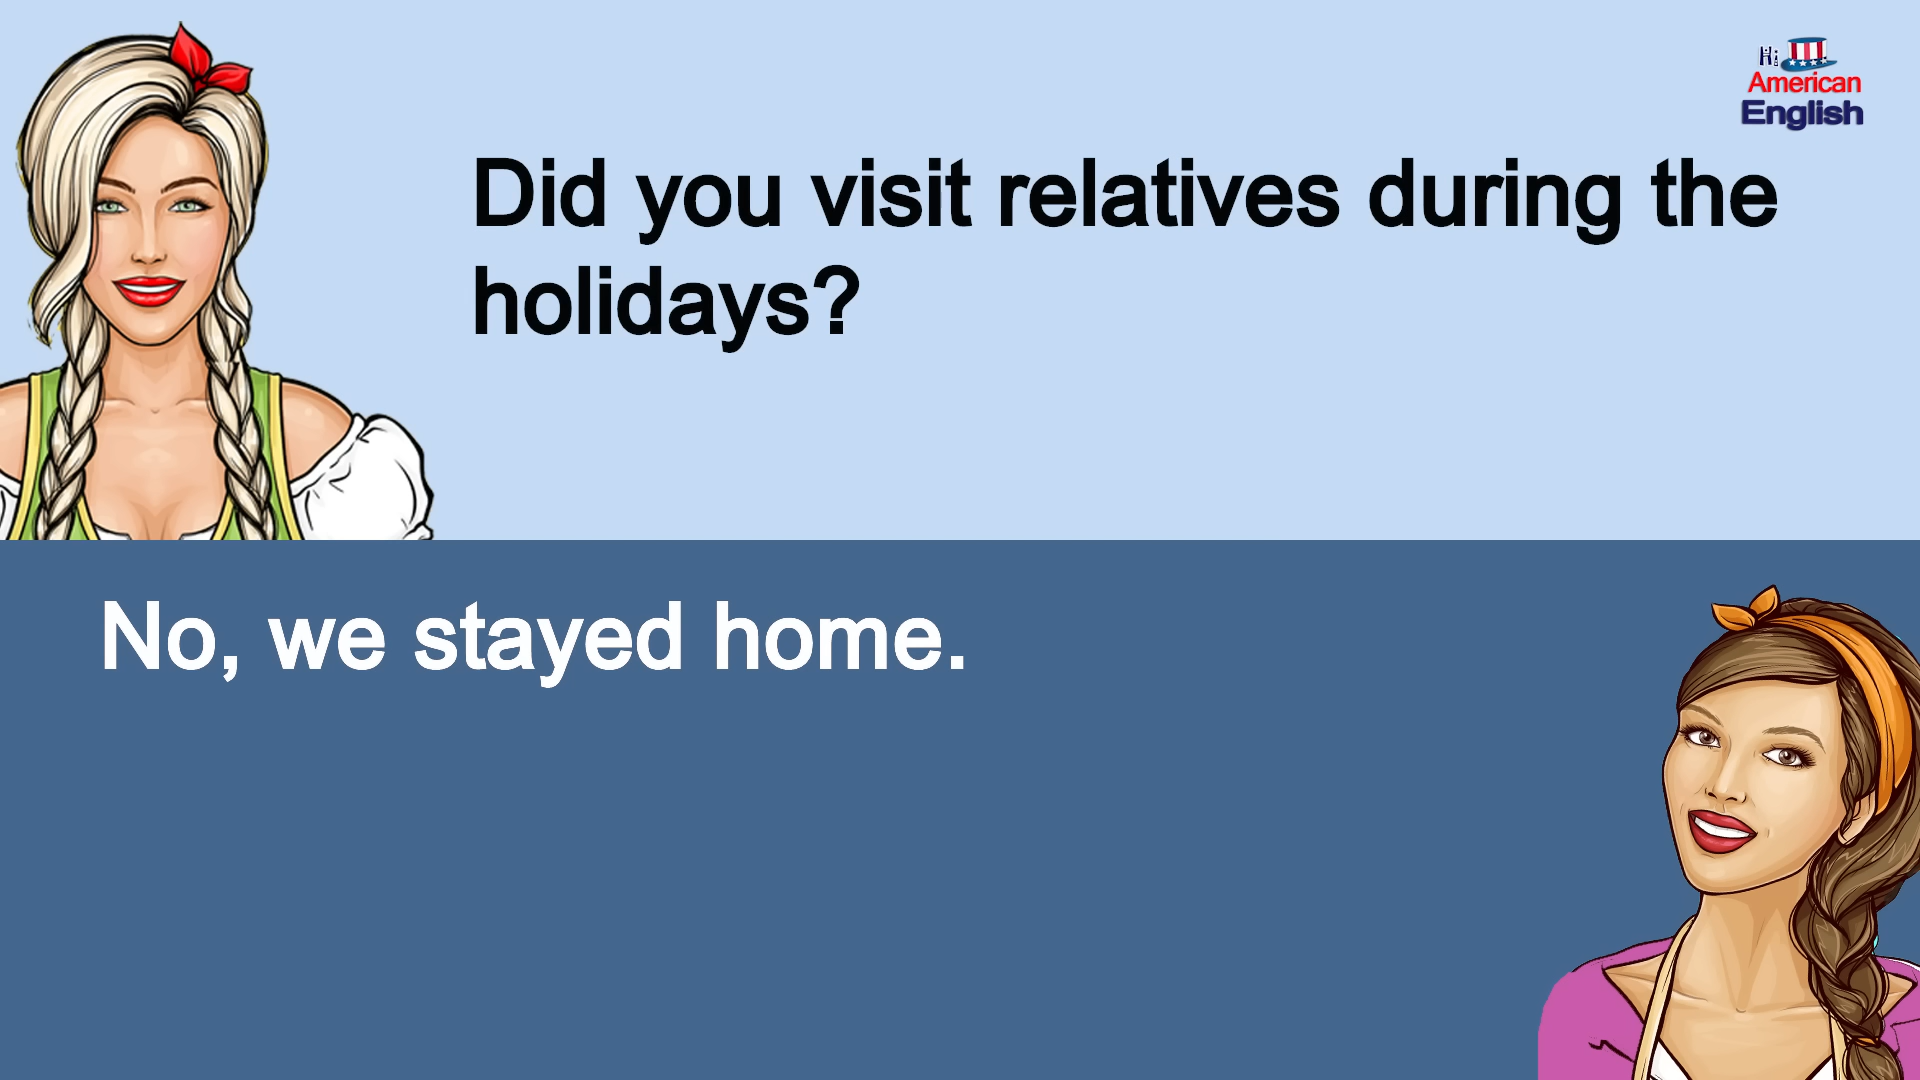 Hi
American
English
Did you visit relatives during the
holidays?
No, we stayed home.